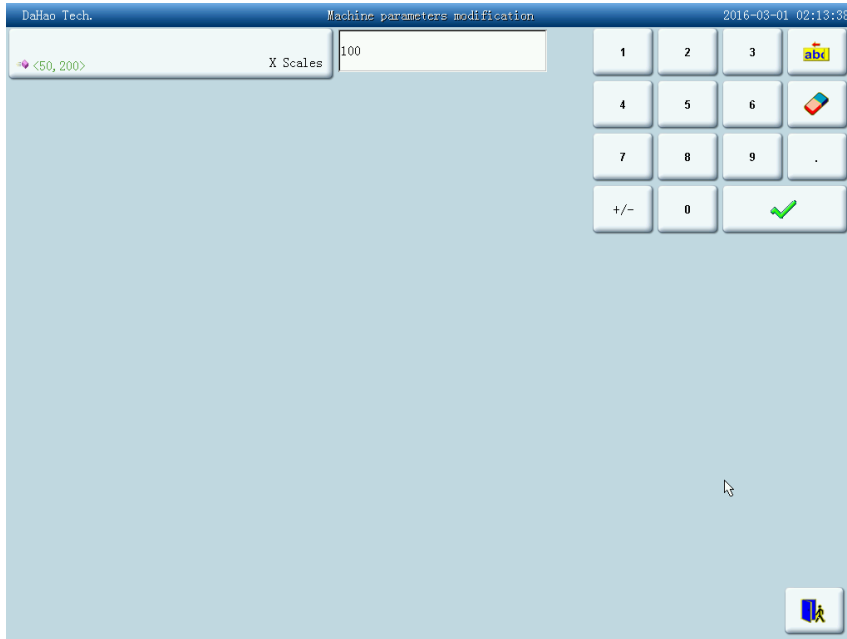 DaHao Tech. Machine parameters modification 2016-03-01 02:13:38
<50,200> X Scales 100
1 2 3 abc
4 5 6
7 8 9 .
+/- 0